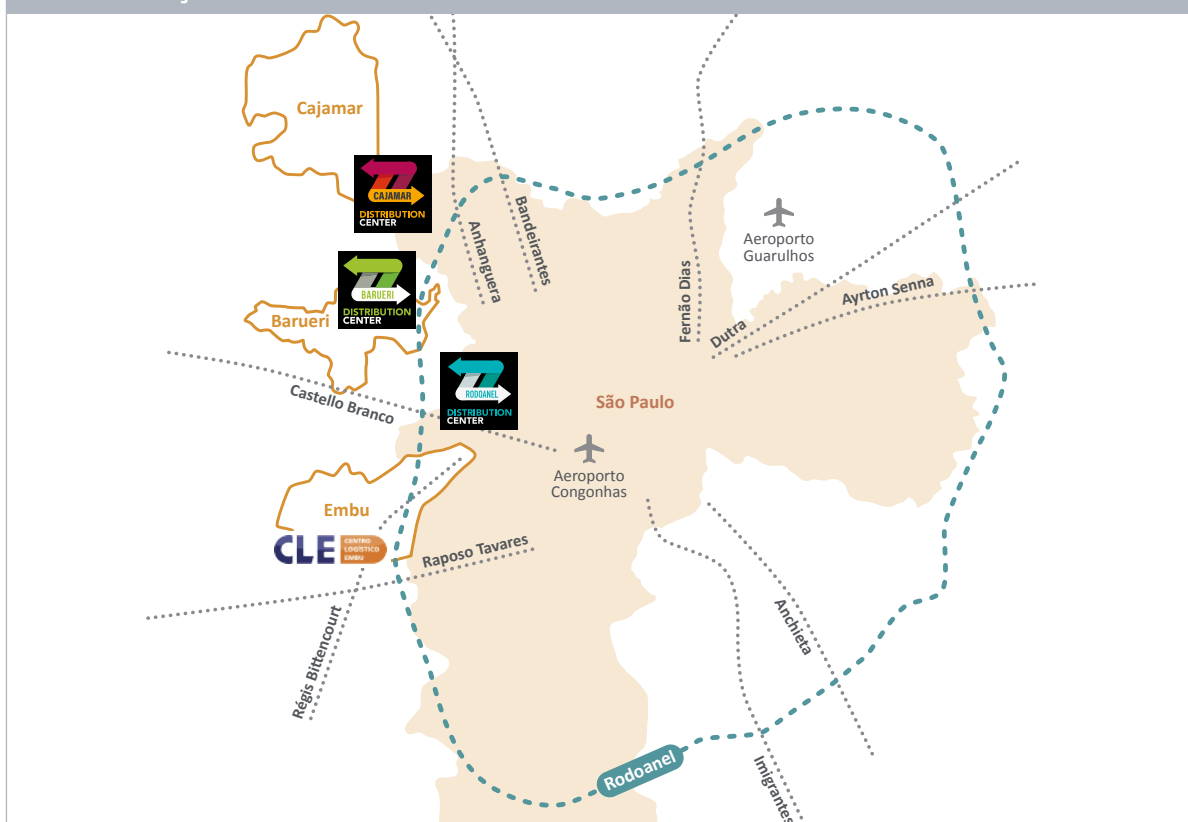 Cajamar
CAJAMAR
DISTRIBUTION
CENTER
Bandeirantes
Anhanguera
Aeroporto
Guarulhos
Fernão Dias
Dutra
Ayrton Senna
BARUERI
DISTRIBUTION
CENTER
Barueri
Castello Branco
RODOANEL
DISTRIBUTION
CENTER
São Paulo
Aeroporto
Congonhas
Embu
CLE
CENTRO
LOGÍSTICO
EMBU
Raposo Tavares
Régis Bittencourt
Anchieta
Imigrantes
Rodoanel